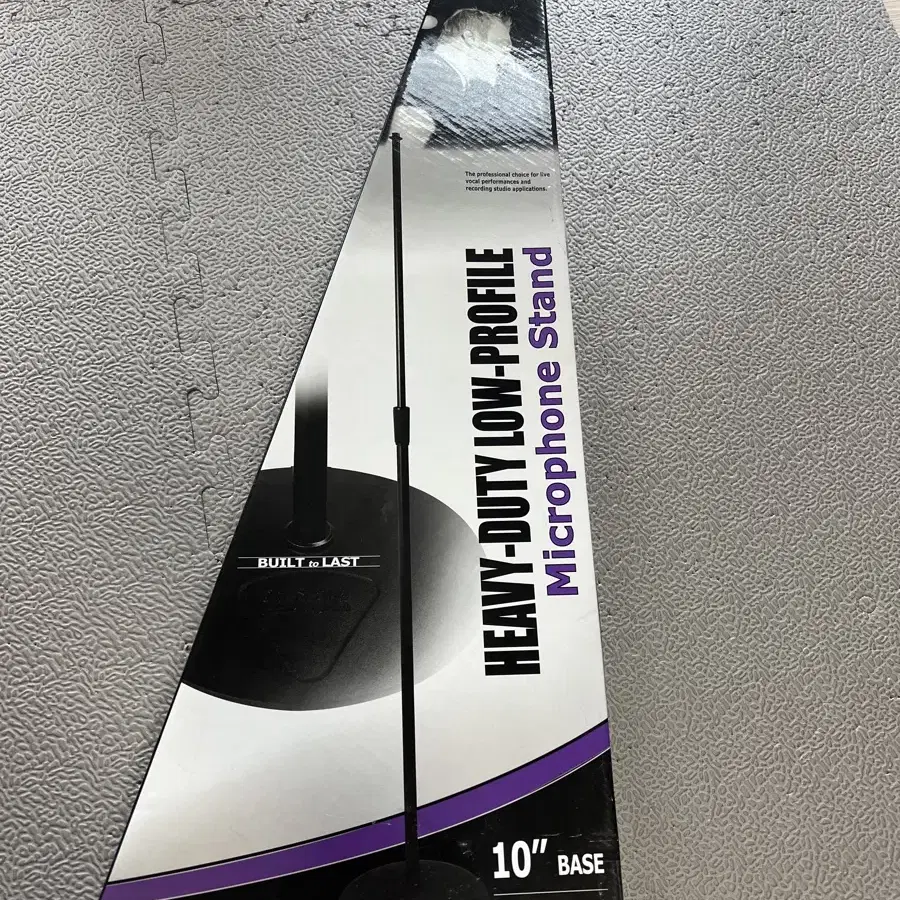 The professional choice for live
vocal performances and
recording studio applications.
HEAVY-DUTY LOW-PROFILE
Microphone Stand
BUILT to LAST
10" BASE